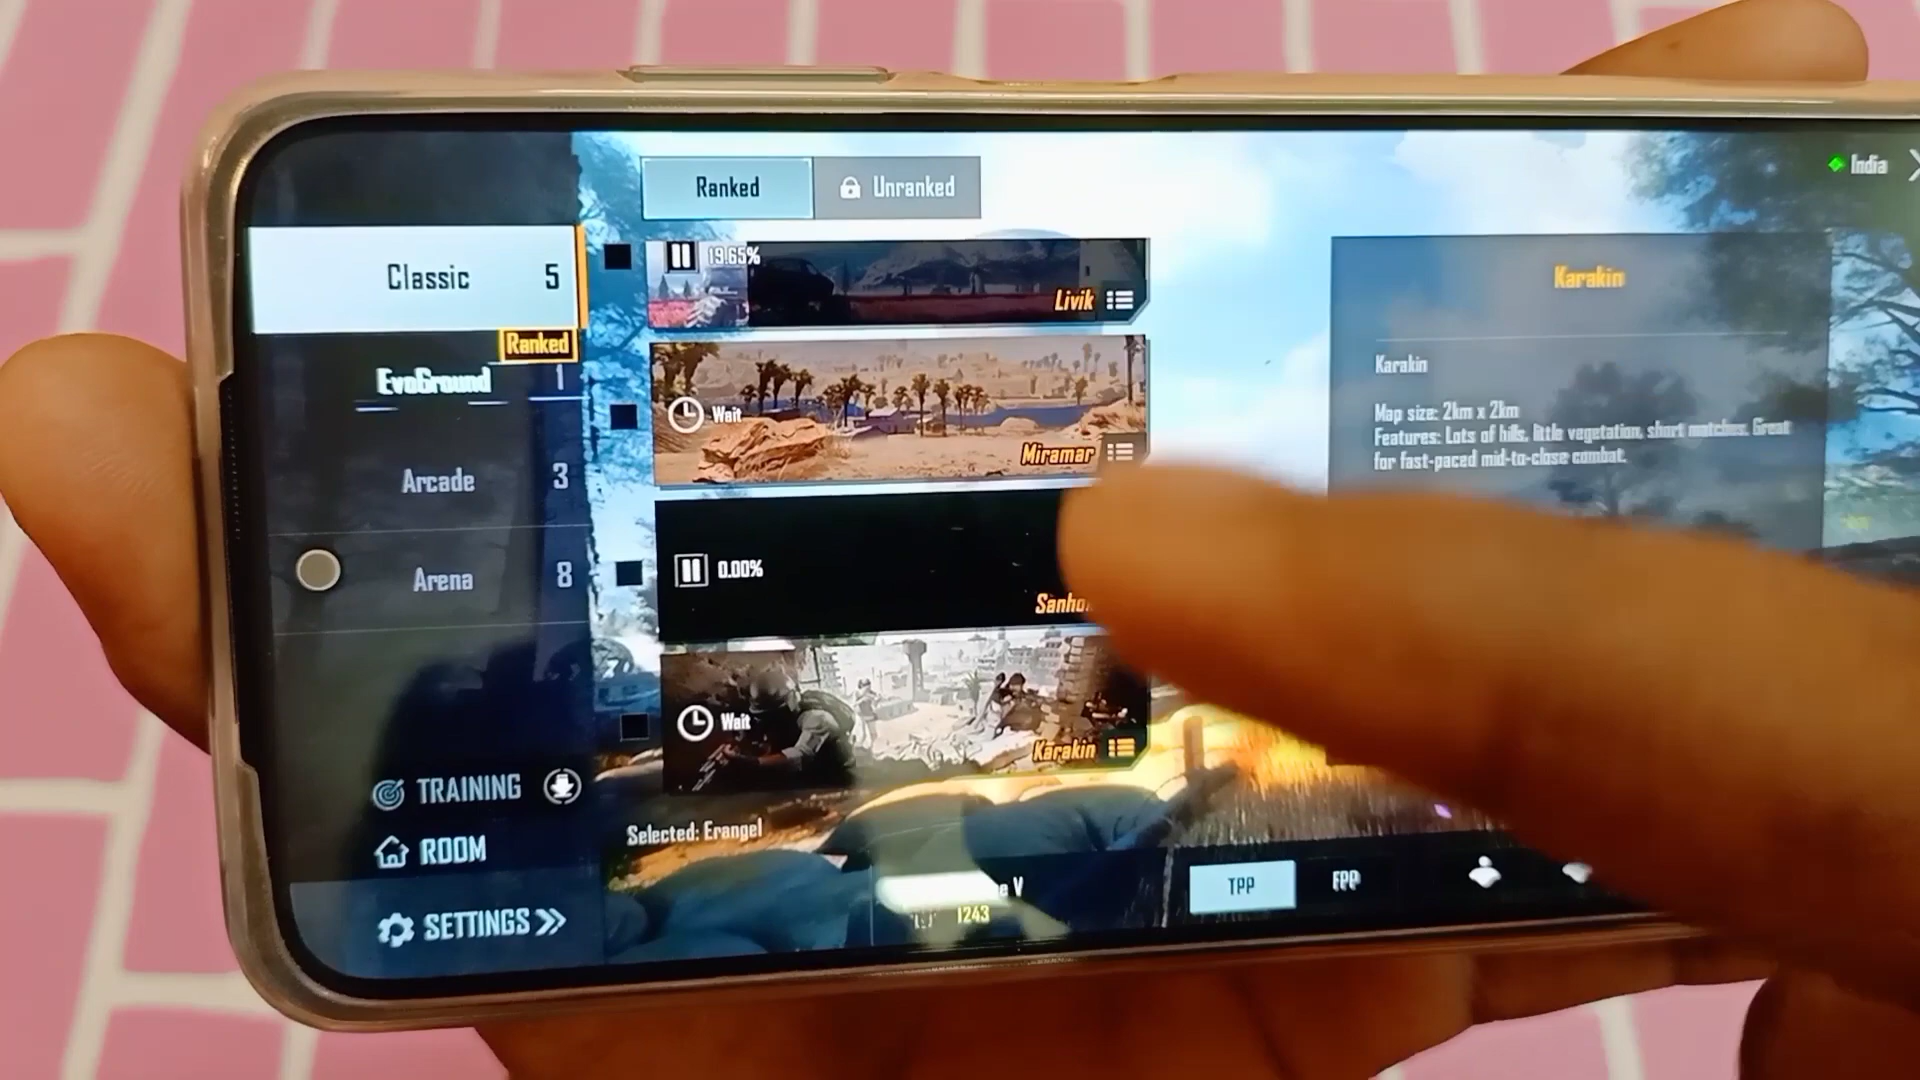 Ranked
Unranked
India
Classic 5
Ranked
EvoGround 1
Arcade 3
Arena 8
TRAINING
ROOM
SETTINGS
19.65%
Livik
Wait
Miramar
0.00%
Wait
Karakin
Selected: Erangel
V
1243
TPP
FPP
Karakin
Karakin
Map size: 2km x 2km
Features: Lots of hills, little vegetation, short matches. Great
for fast-paced mid-to-close combat.